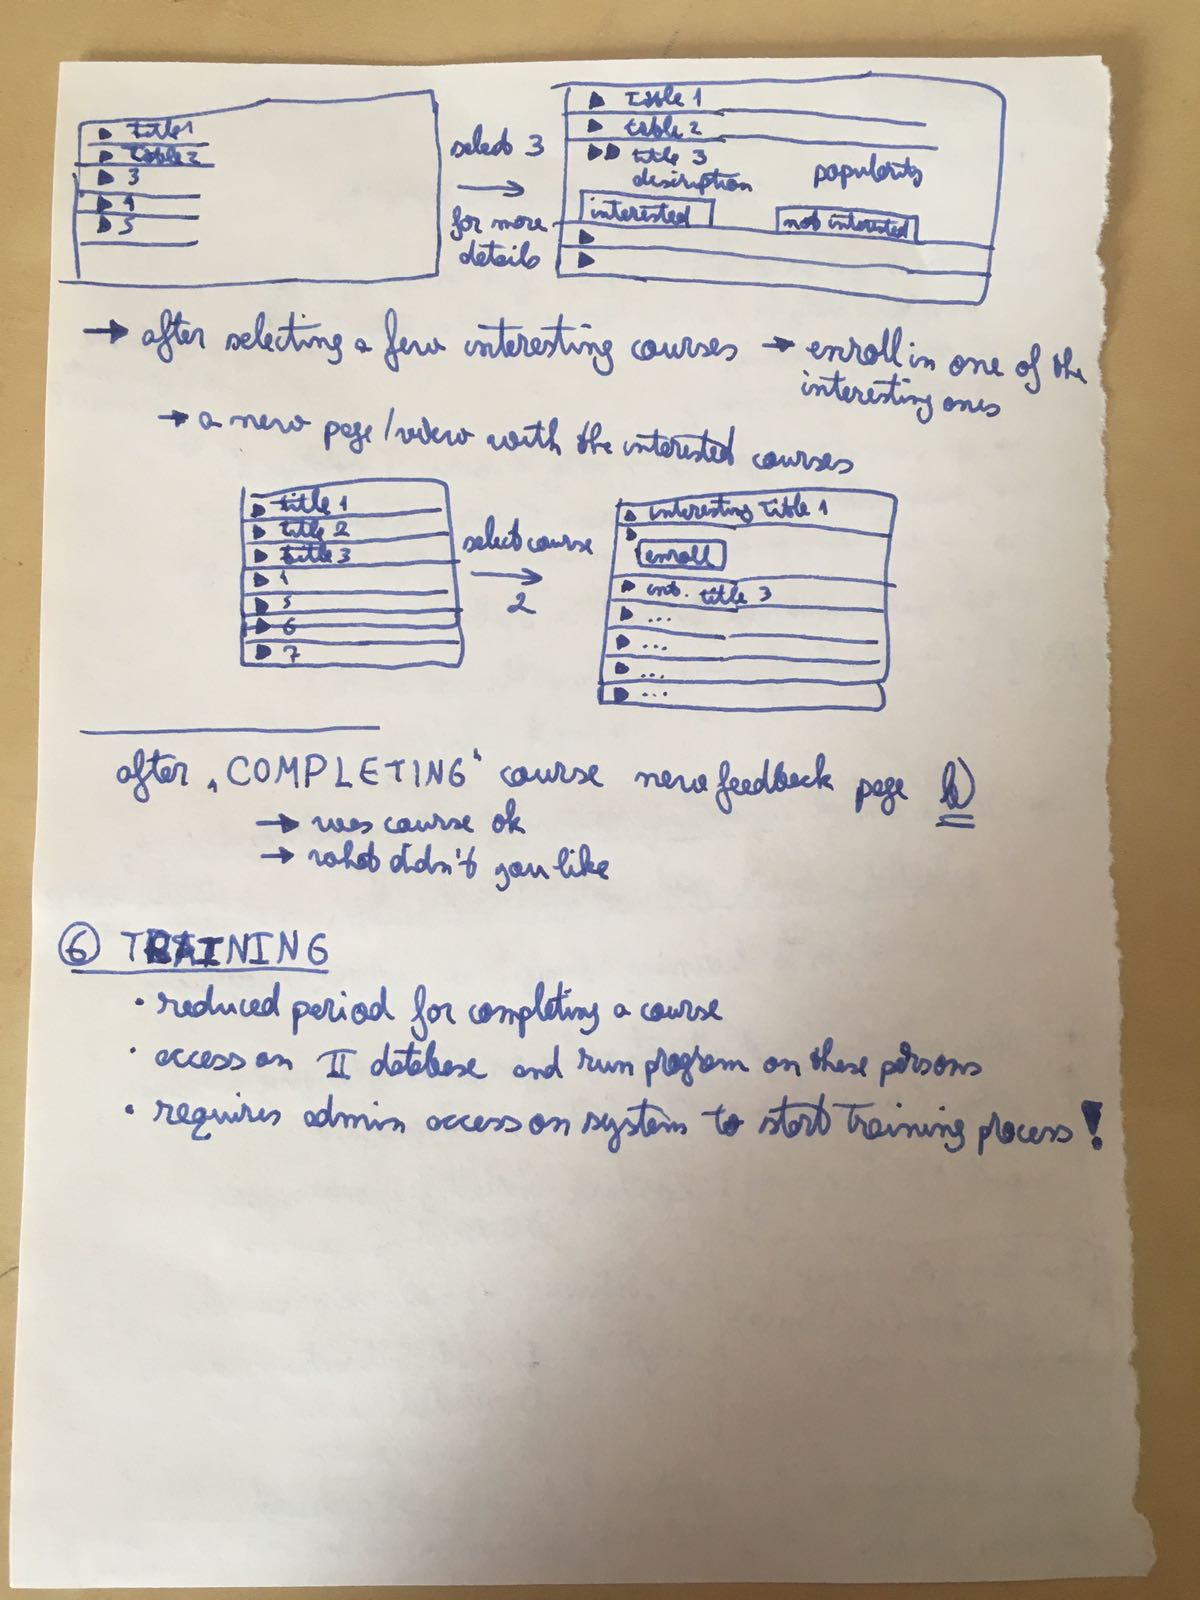 title 1
table 2
3
4
5
select 3
for more
details
Title 1
table 2
title 3
description
popularity
interested
not interested
→ after selecting a few interesting courses → enroll in one of the
interesting ones
→ a new page/view with the interested courses
title 1
title 2
title 3
4
5
6
7
select course
2
interesting title 1
enroll
int. title 3
...
...
...
...
after „COMPLETING" course new feedback page b)
→ was course ok
→ what didn't you like
6 TRAINING
• reduced period for completing a course
• access on II database and run program on these persons
• requires admin access on system to start training process!